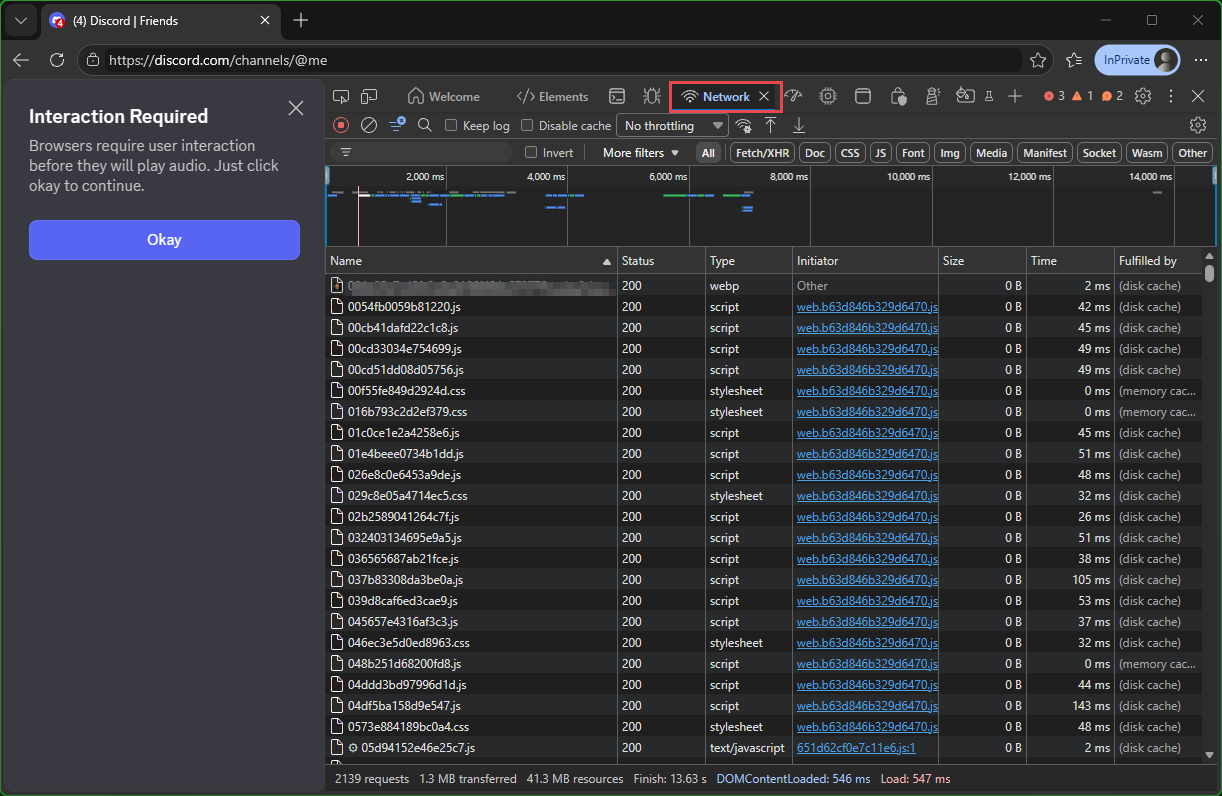 (4) Discord | Friends
https://discord.com/channels/@me
InPrivate
Interaction Required
Browsers require user interaction
before they will play audio. Just click
okay to continue.
Okay
Welcome
Elements
Network
3 1 2
Keep log
Disable cache
No throttling
Invert
More filters
All Fetch/XHR Doc CSS JS Font Img Media Manifest Socket Wasm Other
2,000 ms 4,000 ms 6,000 ms 8,000 ms 10,000 ms 12,000 ms 14,000 ms
Name Status Type Initiator Size Time Fulfilled by
200 webp Other 0 B 2 ms (disk cache)
0054fb0059b81220.js 200 script web.b63d846b329d6470.js 0 B 42 ms (disk cache)
00cb41dafd22c1c8.js 200 script web.b63d846b329d6470.js 0 B 45 ms (disk cache)
00cd33034e754699.js 200 script web.b63d846b329d6470.js 0 B 49 ms (disk cache)
00cd51dd08d05756.js 200 script web.b63d846b329d6470.js 0 B 49 ms (disk cache)
00f55fe849d2924d.css 200 stylesheet web.b63d846b329d6470.js 0 B 0 ms (memory cac...
016b793c2d2ef379.css 200 stylesheet web.b63d846b329d6470.js 0 B 0 ms (memory cac...
01c0ce1e2a4258e6.js 200 script web.b63d846b329d6470.js 0 B 45 ms (disk cache)
01e4beee0734b1dd.js 200 script web.b63d846b329d6470.js 0 B 51 ms (disk cache)
026e8c0e6453a9de.js 200 script web.b63d846b329d6470.js 0 B 48 ms (disk cache)
029c8e05a4714ec5.css 200 stylesheet web.b63d846b329d6470.js 0 B 32 ms (disk cache)
02b2589041264c7f.js 200 script web.b63d846b329d6470.js 0 B 26 ms (disk cache)
032403134695e9a5.js 200 script web.b63d846b329d6470.js 0 B 51 ms (disk cache)
036565687ab21fce.js 200 script web.b63d846b329d6470.js 0 B 38 ms (disk cache)
037b83308da3be0a.js 200 script web.b63d846b329d6470.js 0 B 105 ms (disk cache)
039d8caf6ed3cae9.js 200 script web.b63d846b329d6470.js 0 B 53 ms (disk cache)
045657e4316af3c3.js 200 script web.b63d846b329d6470.js 0 B 37 ms (disk cache)
046ec3e5d0ed8963.css 200 stylesheet web.b63d846b329d6470.js 0 B 32 ms (disk cache)
048b251d68200fd8.js 200 script web.b63d846b329d6470.js 0 B 0 ms (memory cac...
04ddd3bd97996d1d.js 200 script web.b63d846b329d6470.js 0 B 44 ms (disk cache)
04df5ba158d9e547.js 200 script web.b63d846b329d6470.js 0 B 143 ms (disk cache)
0573e884189bc0a4.css 200 stylesheet web.b63d846b329d6470.js 0 B 48 ms (disk cache)
05d94152e46e25c7.js 200 text/javascript 651d62cf0e7c11e6.js:1 0 B 2 ms (disk cache)
2139 requests 1.3 MB transferred 41.3 MB resources Finish: 13.63 s DOMContentLoaded: 546 ms Load: 547 ms